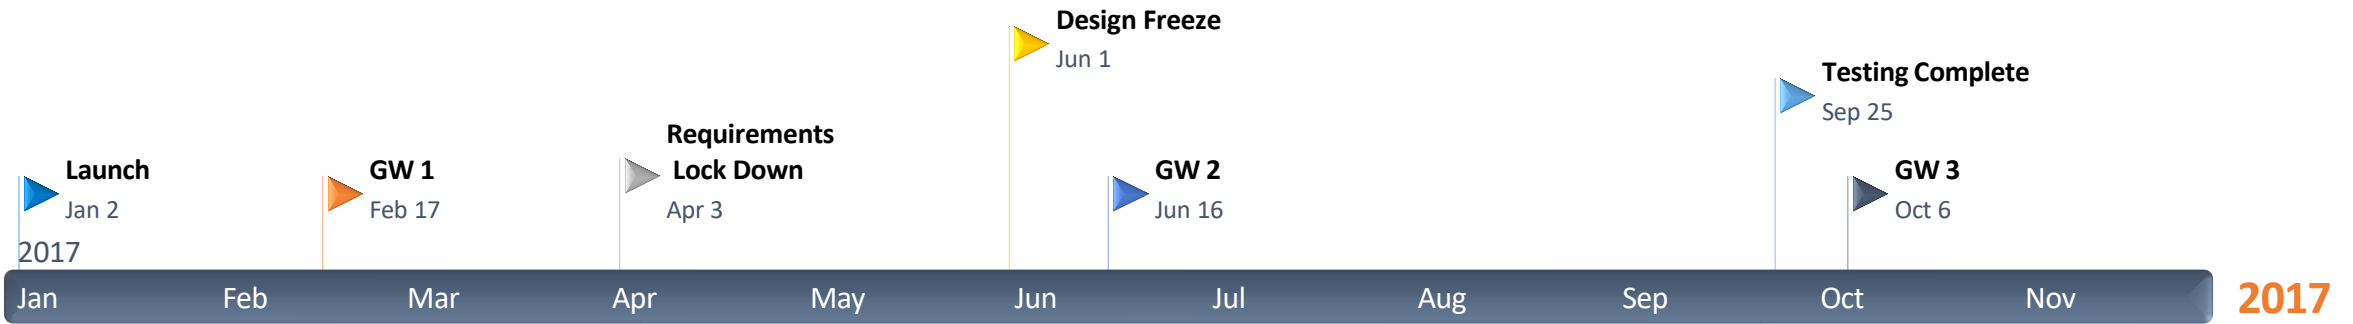 Design Freeze
Jun 1
Testing Complete
Sep 25
Requirements
Lock Down
Apr 3
Launch
Jan 2
GW 1
Feb 17
GW 2
Jun 16
GW 3
Oct 6
2017
Jan Feb Mar Apr May Jun Jul Aug Sep Oct Nov
2017